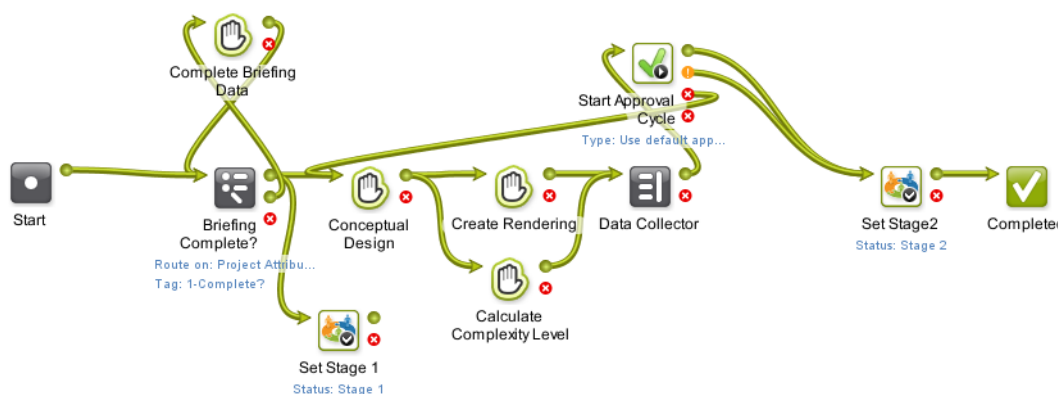 Complete Briefing
Data
Start Approval
Cycle
Type: Use default app...
Start
Briefing
Complete?
Route on: Project Attribu...
Tag: 1-Complete?
Conceptual
Design
Create Rendering
Data Collector
Set Stage2
Status: Stage 2
Completed
Calculate
Complexity Level
Set Stage 1
Status: Stage 1